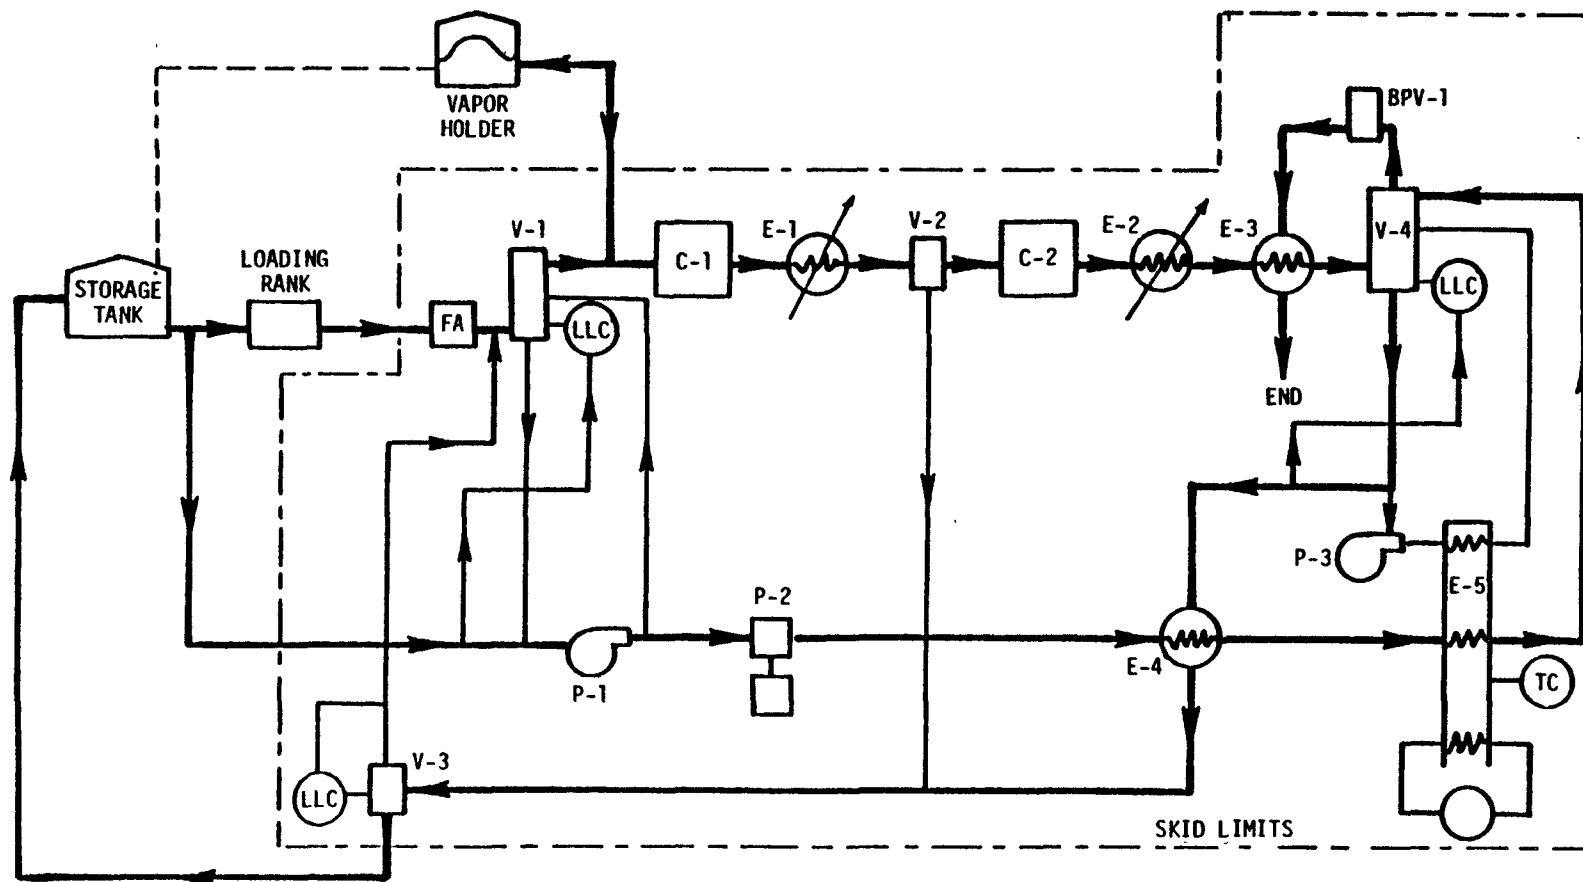 VAPOR
HOLDER
BPV-1
V-1
E-1
V-2
E-2
E-3
V-4
C-1
C-2
LOADING
RANK
STORAGE
TANK
FA
LLC
LLC
END
P-3
E-5
P-2
E-4
P-1
TC
V-3
LLC
SKID LIMITS